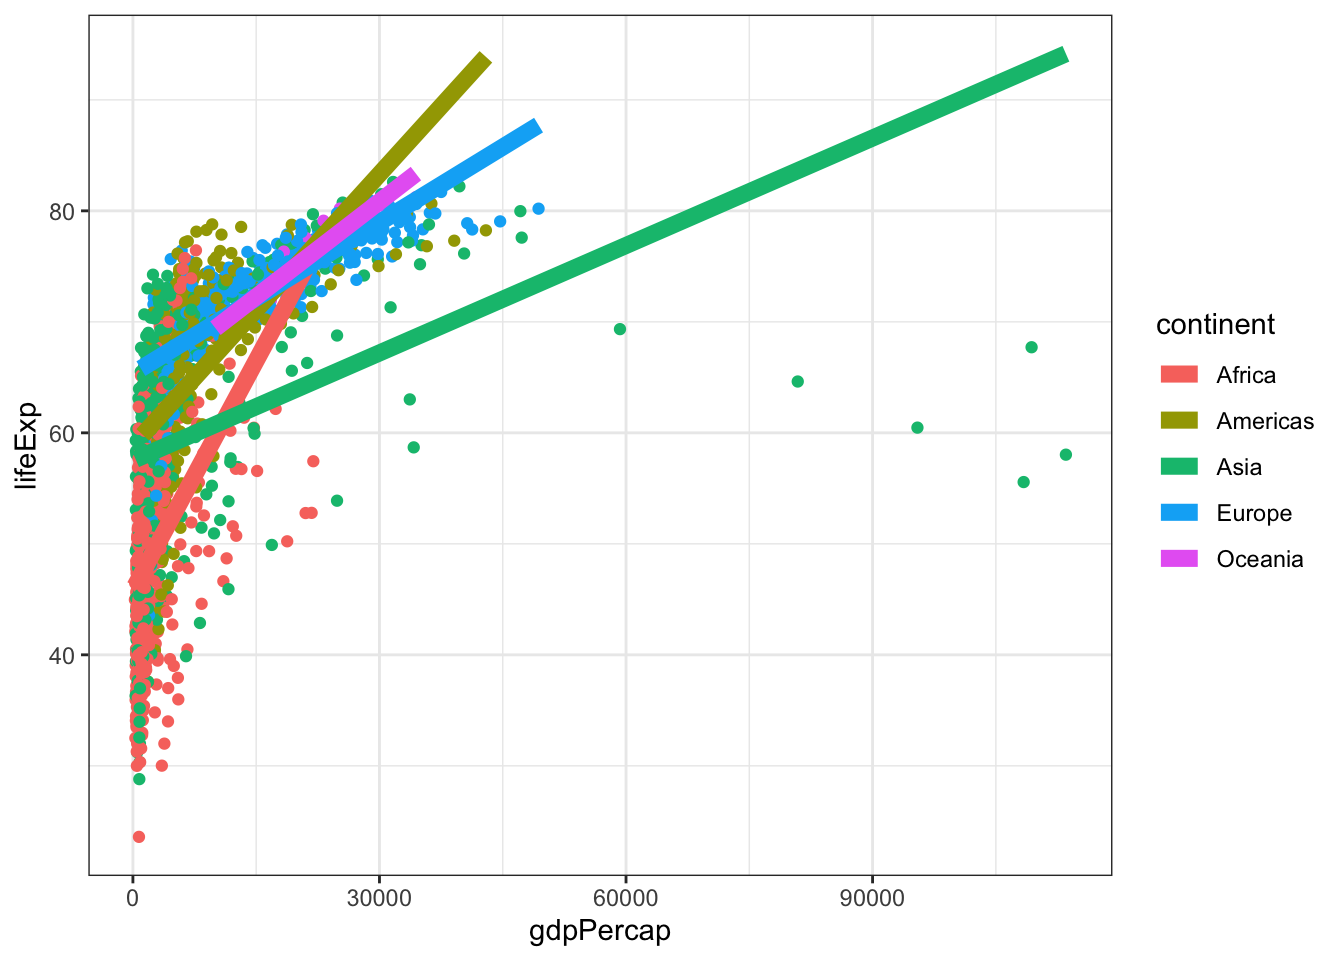 80
60
40
lifeExp
0 30000 60000 90000
gdpPercap
continent
Africa
Americas
Asia
Europe
Oceania